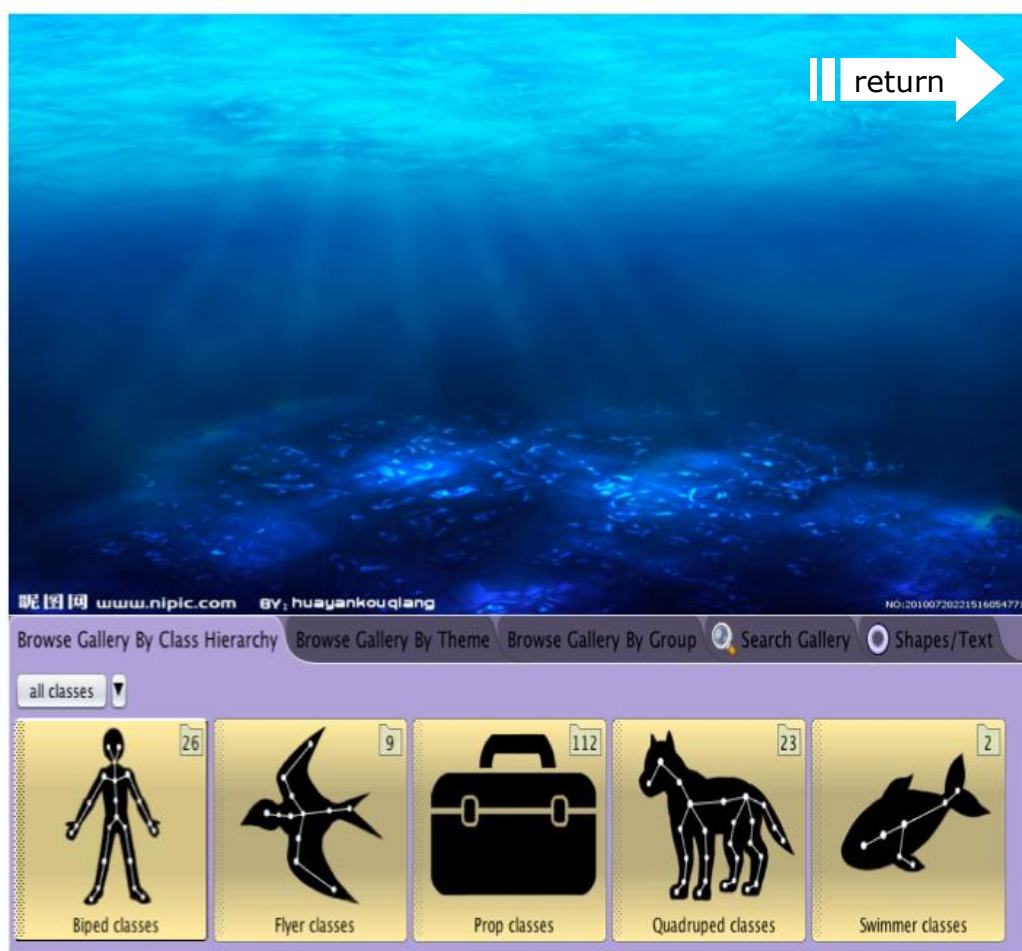 return
昵图网 www.nipic.com BY:huayankouqiang
NO:20100720221516054771
Browse Gallery By Class Hierarchy Browse Gallery By Theme Browse Gallery By Group Search Gallery Shapes/Text
all classes
26 9 112 23 2
Biped classes Flyer classes Prop classes Quadruped classes Swimmer classes